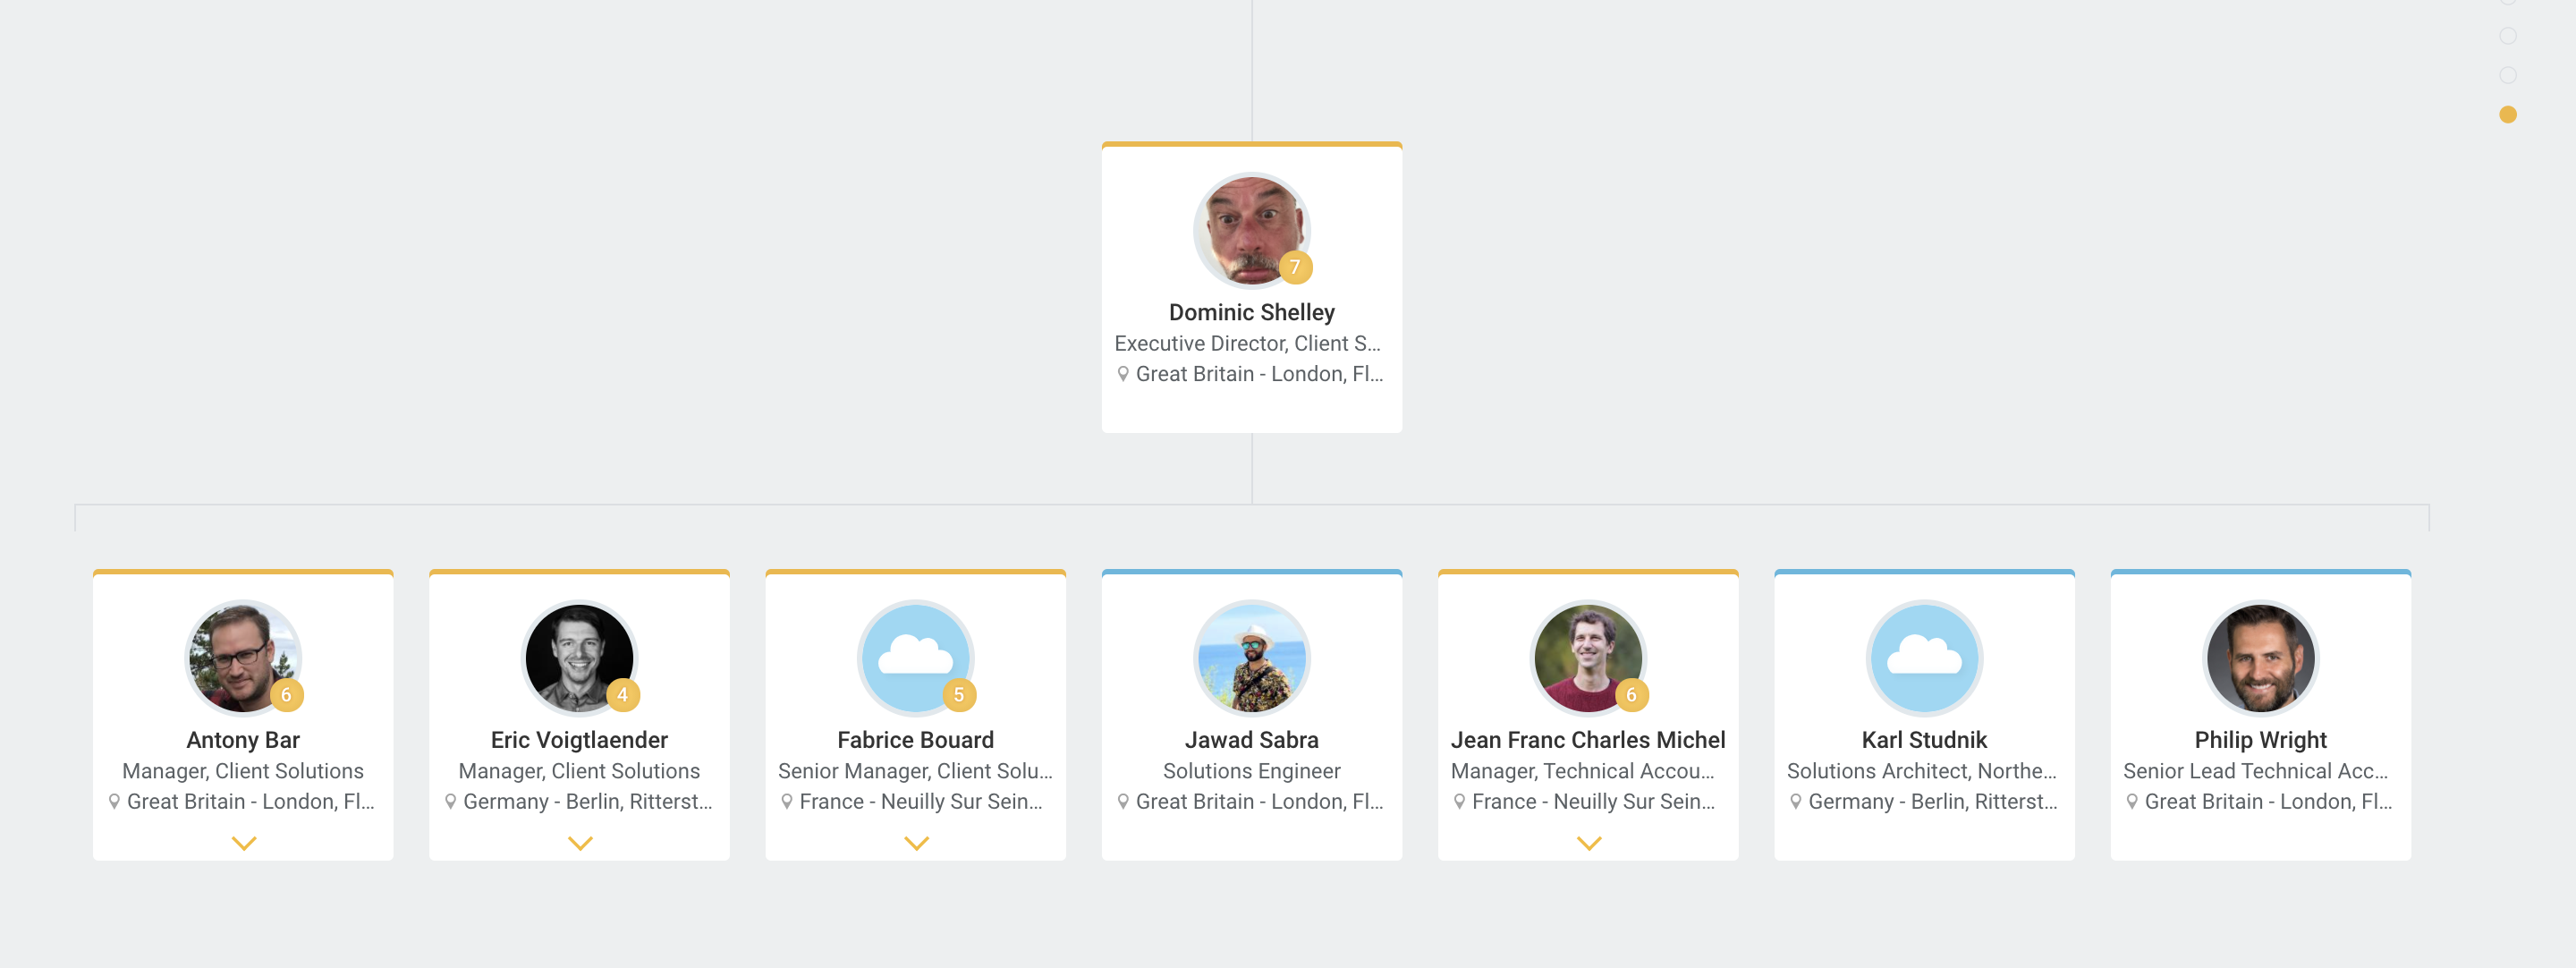 7
Dominic Shelley
Executive Director, Client S...
Great Britain - London, Fl...
6
Antony Bar
Manager, Client Solutions
Great Britain - London, Fl...
4
Eric Voigtlaender
Manager, Client Solutions
Germany - Berlin, Ritterst...
5
Fabrice Bouard
Senior Manager, Client Solu...
France - Neuilly Sur Sein...
Jawad Sabra
Solutions Engineer
Great Britain - London, Fl...
6
Jean Franc Charles Michel
Manager, Technical Accou...
France - Neuilly Sur Sein...
Karl Studnik
Solutions Architect, Northe...
Germany - Berlin, Ritterst...
Philip Wright
Senior Lead Technical Acc...
Great Britain - London, Fl...